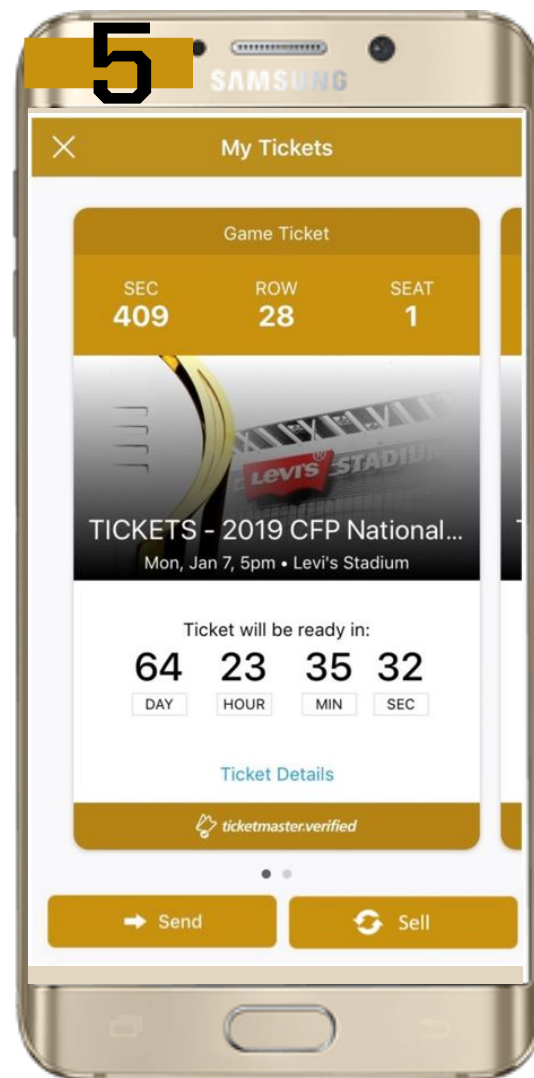 5
SAMSUNG
My Tickets
Game Ticket
SEC ROW SEAT
409 28 1
LEVI'S® STADIUM
TICKETS - 2019 CFP National...
Mon, Jan 7, 5pm • Levi's Stadium
Ticket will be ready in:
64 23 35 32
DAY HOUR MIN SEC
Ticket Details
ticketmaster.verified
Send Sell